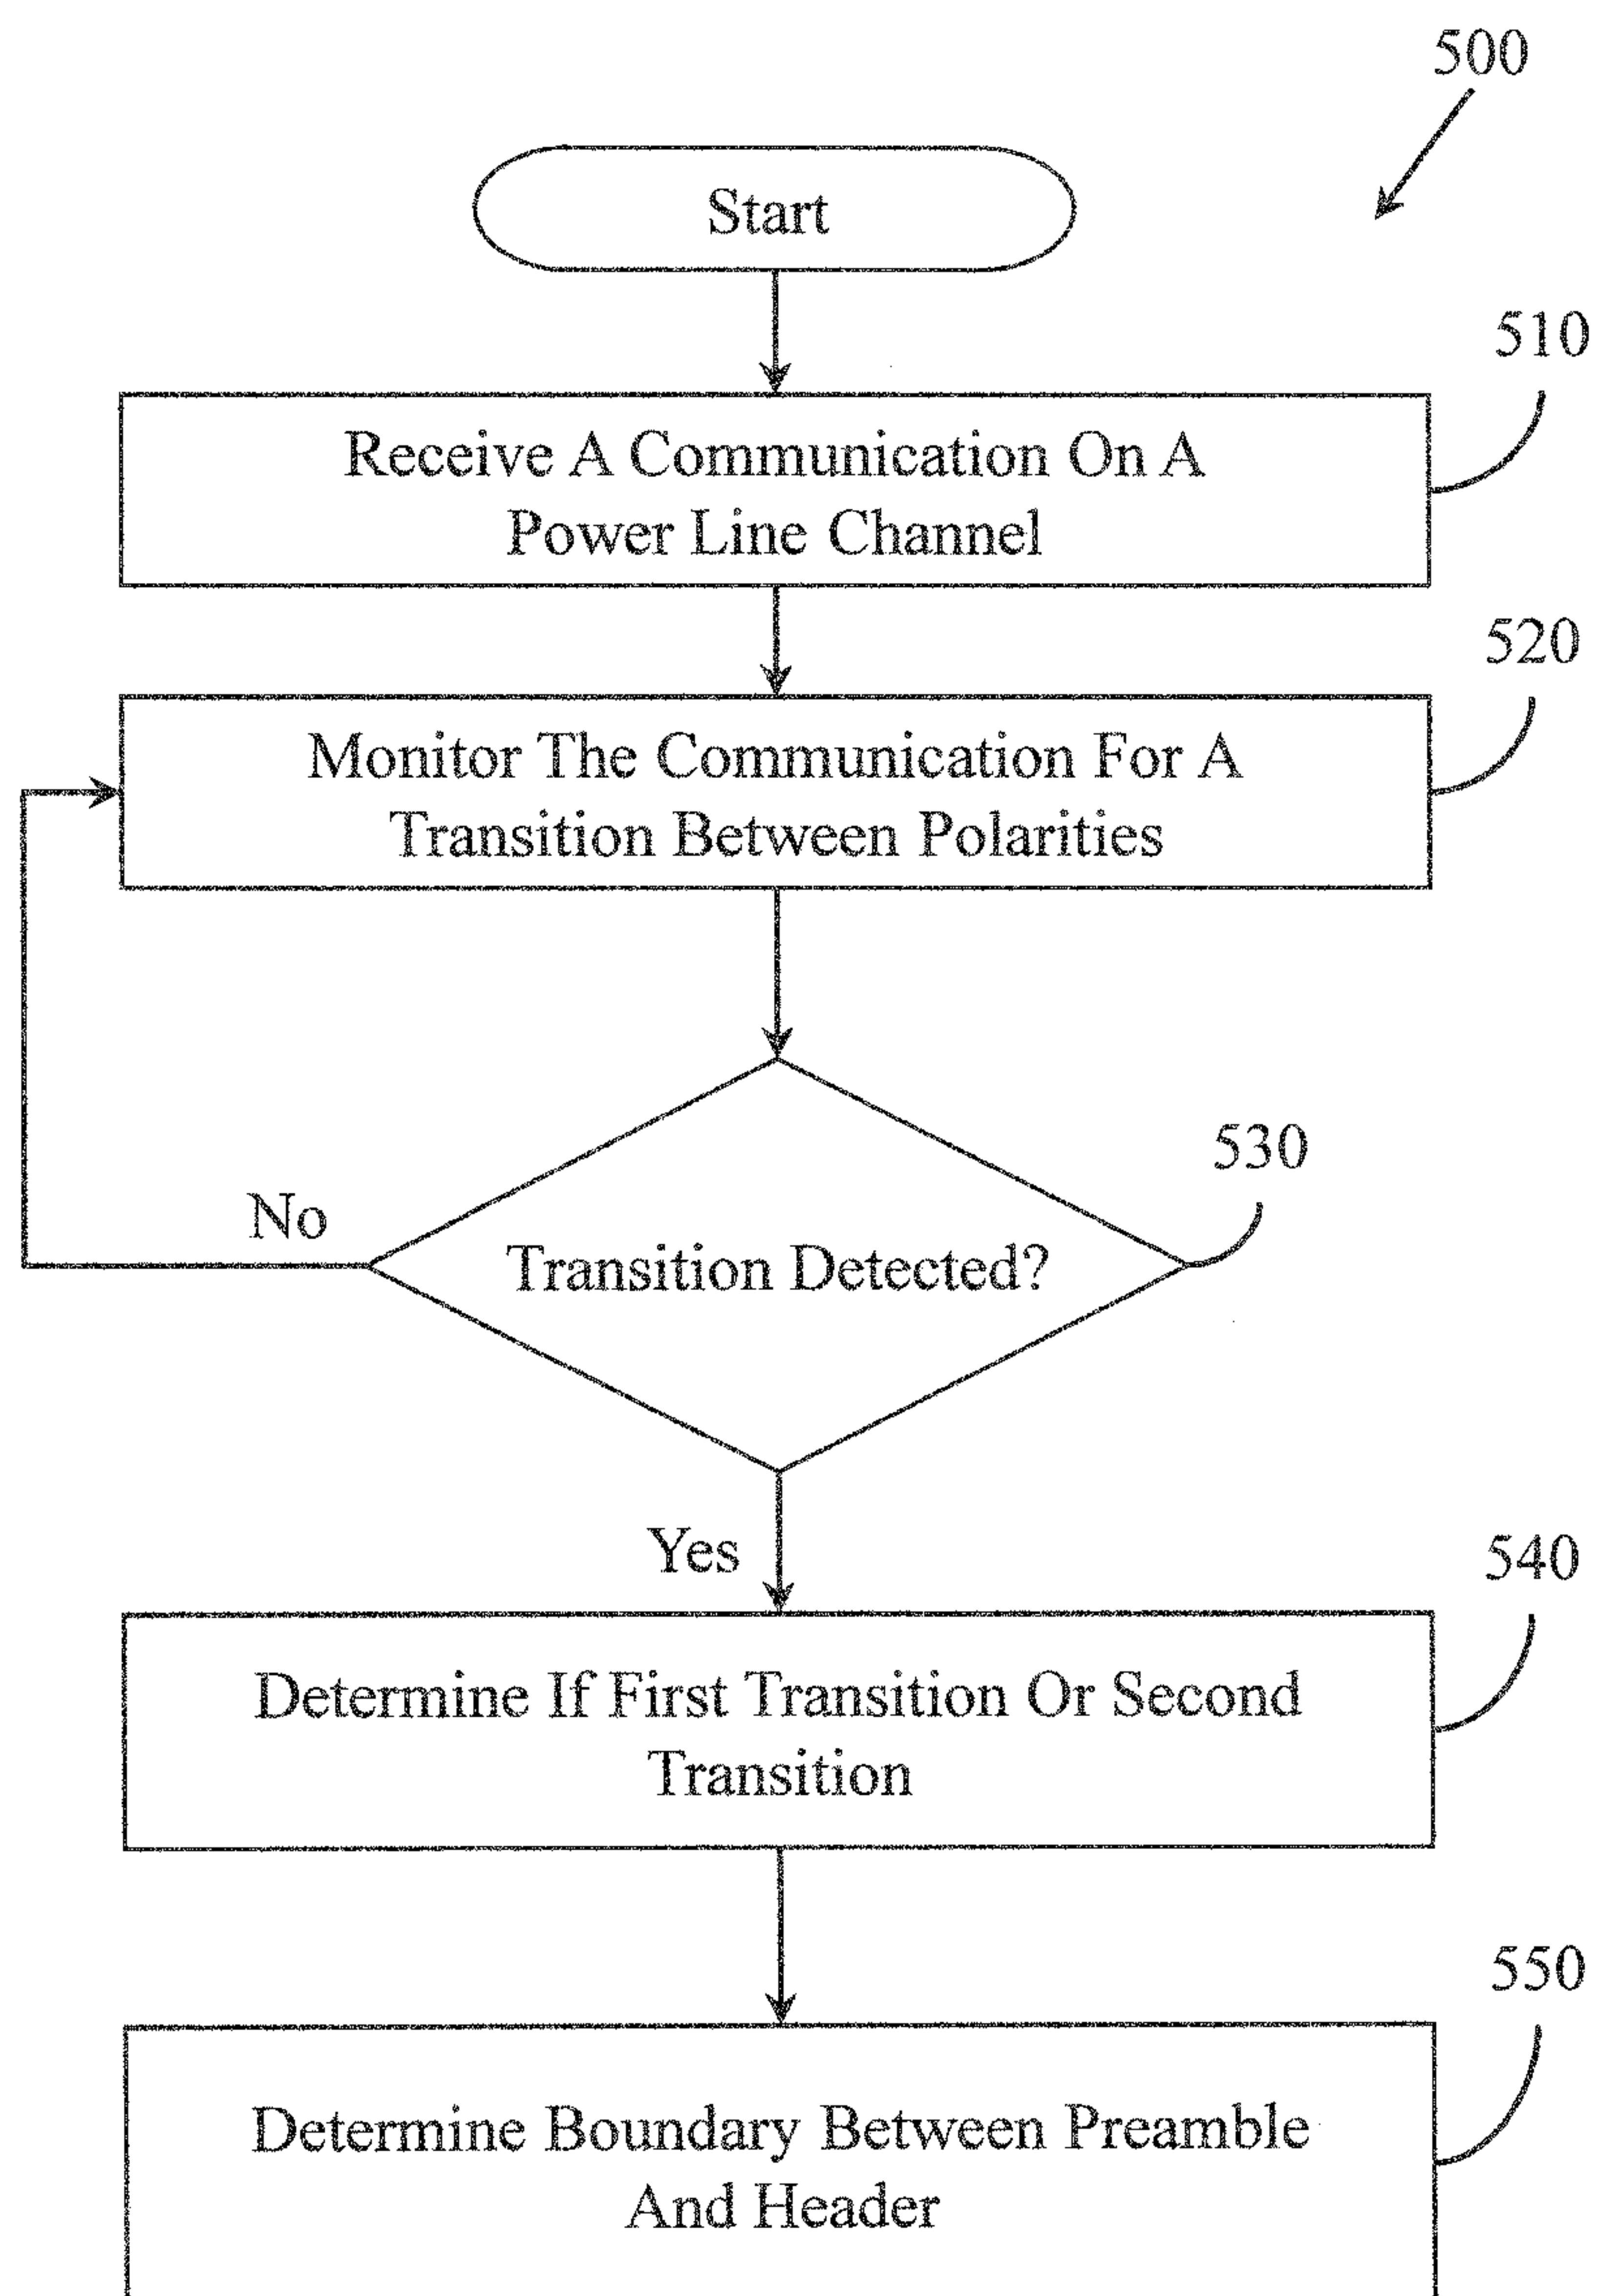 500
Start
510
Receive A Communication On A
Power Line Channel
520
Monitor The Communication For A
Transition Between Polarities
530
No
Transition Detected?
Yes
540
Determine If First Transition Or Second
Transition
550
Determine Boundary Between Preamble
And Header